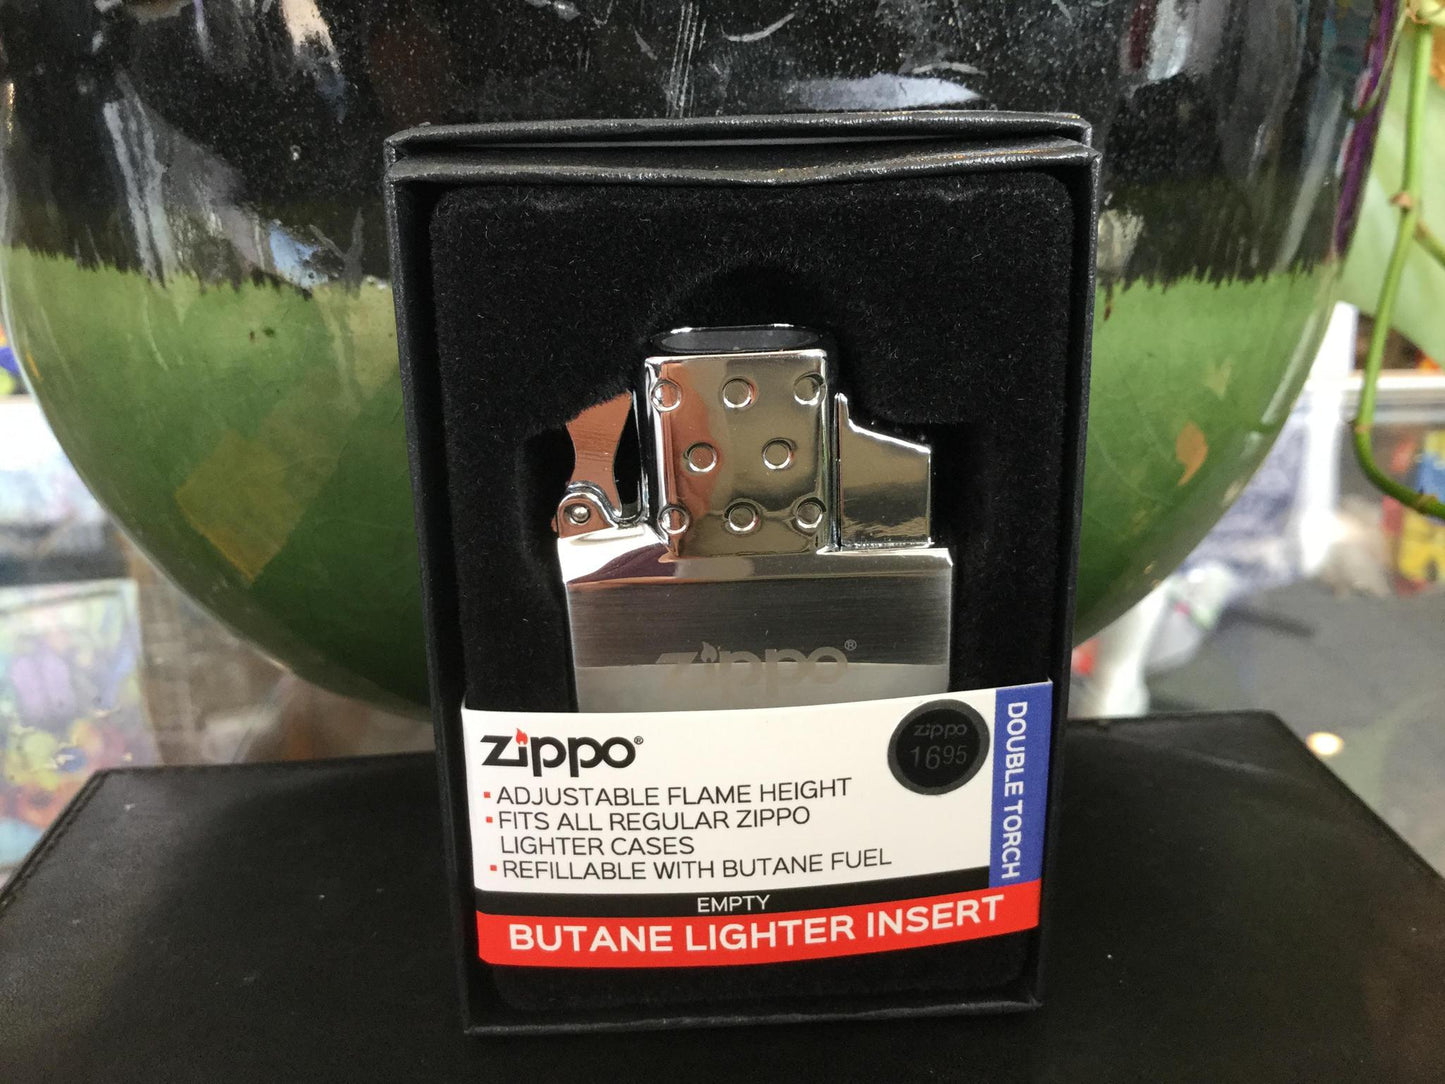 zippo®
zippo®
zippo
1695
• ADJUSTABLE FLAME HEIGHT
• FITS ALL REGULAR ZIPPO
LIGHTER CASES
• REFILLABLE WITH BUTANE FUEL
DOUBLE TORCH
EMPTY
BUTANE LIGHTER INSERT